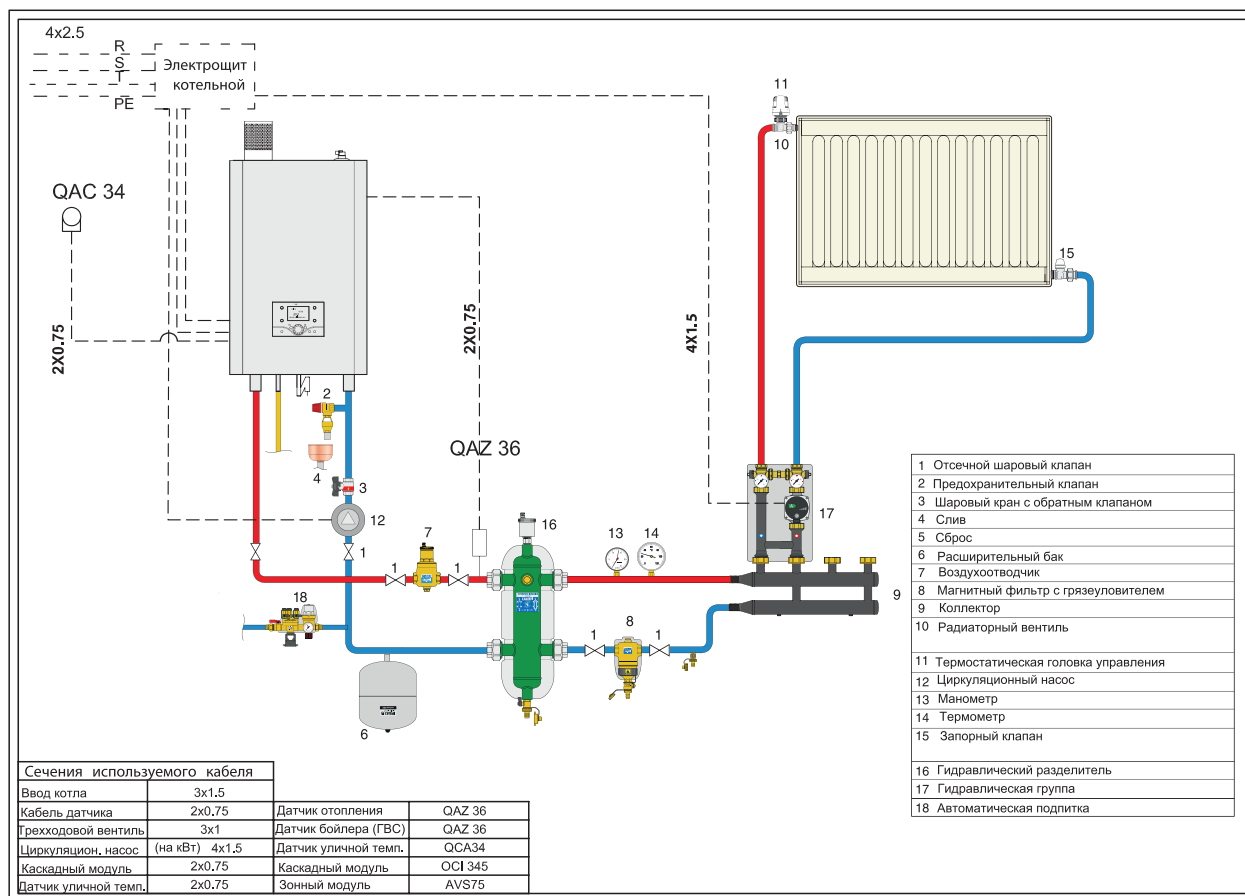 4x2.5
R
S
T
PE
Электрощит
котельной
QAC 34
2X0.75
2X0.75
4X1.5
QAZ 36
11
10
15
2
4
3
12
1
7
1
1
16
13
14
17
9
18
6
1
8
1
1 Отсечной шаровый клапан
2 Предохранительный клапан
3 Шаровый кран с обратным клапаном
4 Слив
5 Сброс
6 Расширительный бак
7 Воздухоотводчик
8 Магнитный фильтр с грязеуловителем
9 Коллектор
10 Радиаторный вентиль
11 Термостатическая головка управления
12 Циркуляционный насос
13 Манометр
14 Термометр
15 Запорный клапан
16 Гидравлический разделитель
17 Гидравлическая группа
18 Автоматическая подпитка
Сечения используемого кабеля
Ввод котла 3x1.5
Кабель датчика 2x0.75 Датчик отопления QAZ 36
Трехходовой вентиль 3x1 Датчик бойлера (ГВС) QAZ 36
Циркуляцион. насос (на кВт) 4x1.5 Датчик уличной темп. QCA34
Каскадный модуль 2x0.75 Каскадный модуль OCI 345
Датчик уличной темп. 2x0.75 Зонный модуль AVS75